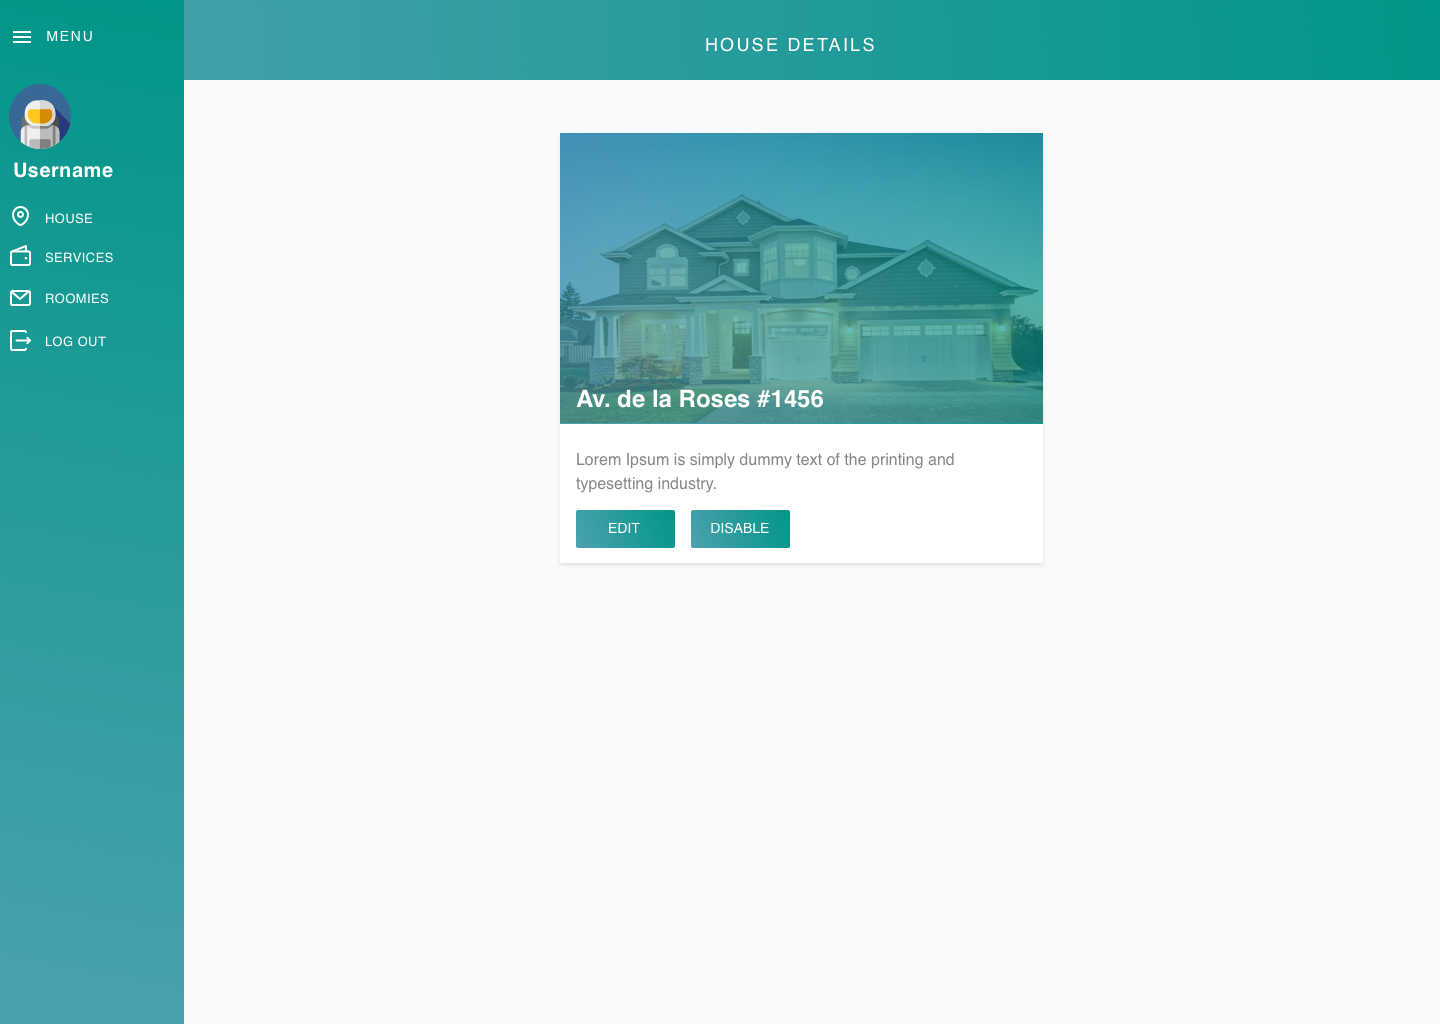 MENU
HOUSE DETAILS
Username
HOUSE
SERVICES
ROOMIES
LOG OUT
Av. de la Roses #1456
Lorem Ipsum is simply dummy text of the printing and
typesetting industry.
EDIT
DISABLE